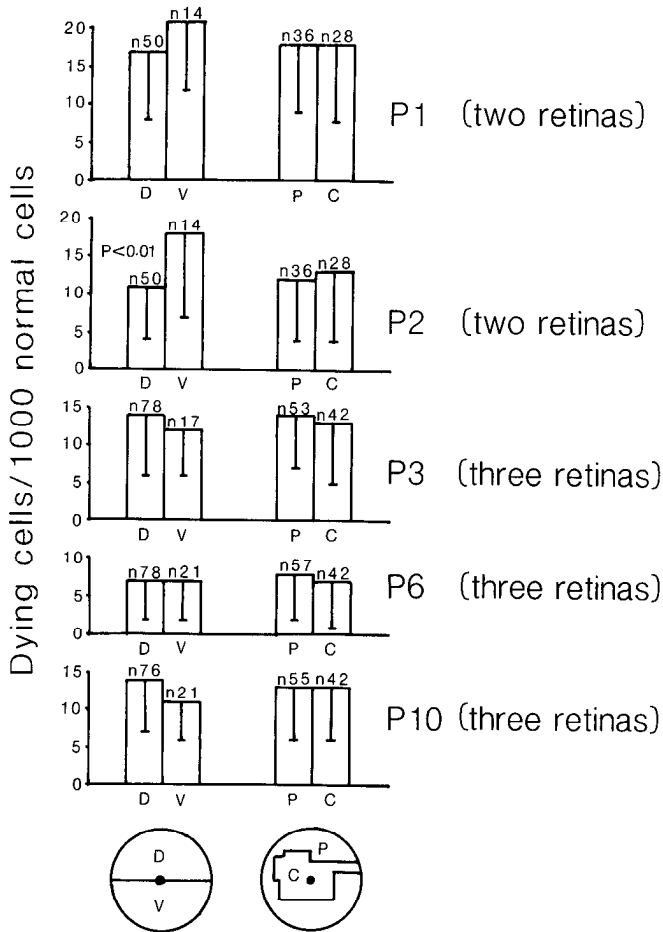 Dying cells/1000 normal cells
20
15
10
5
0
n50
n14
D
V
n36
n28
P
C
P1 (two retinas)
20
15
10
5
0
P<0.01
n50
n14
D
V
n36
n28
P
C
P2 (two retinas)
15
10
5
0
n78
n17
D
V
n53
n42
P
C
P3 (three retinas)
10
5
0
n78
n21
D
V
n57
n42
P
C
P6 (three retinas)
15
10
5
0
n76
n21
D
V
n55
n42
P
C
P10 (three retinas)
D
V
P
C